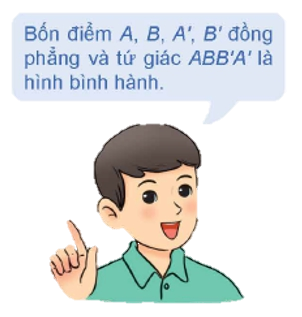 Bốn điểm A, B, A', B' đồng
phẳng và tứ giác ABB'A' là
hình bình hành.